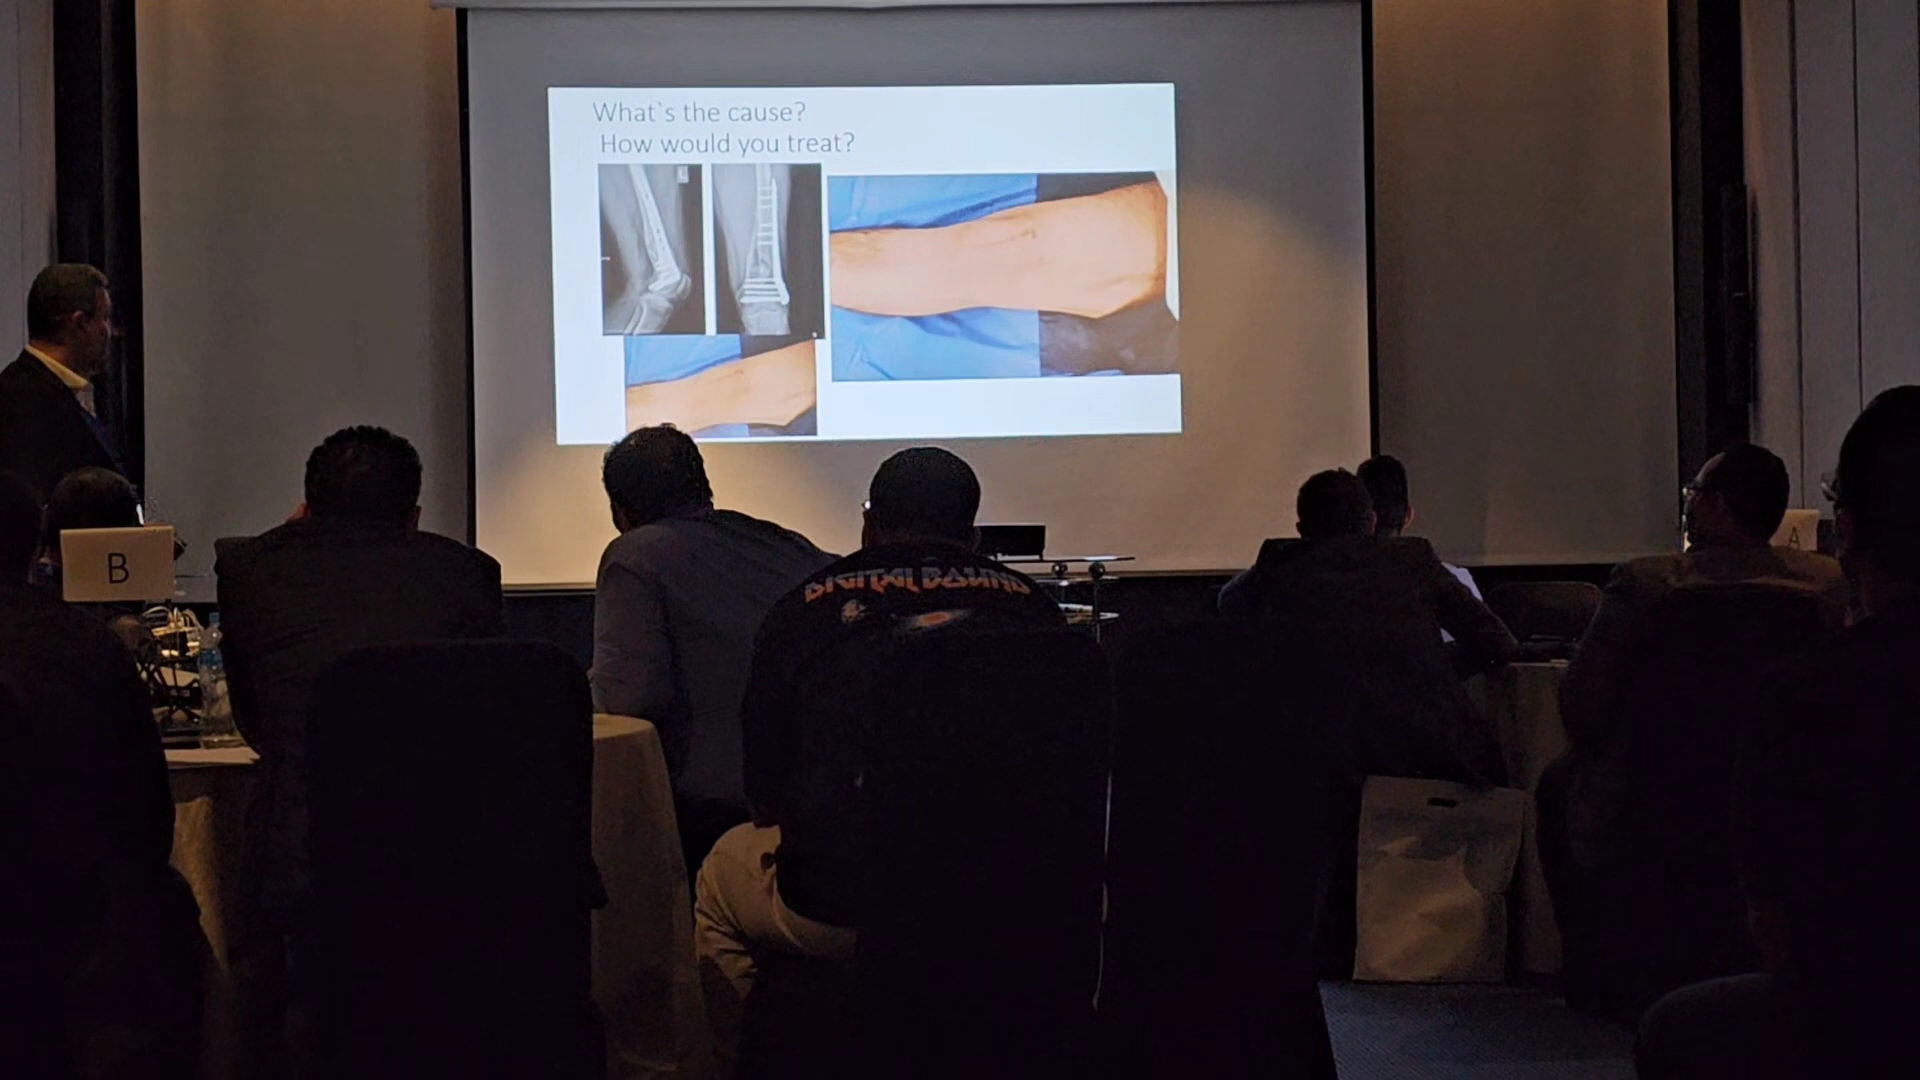 What`s the cause?
How would you treat?
B
A
DIGITAL BOUND